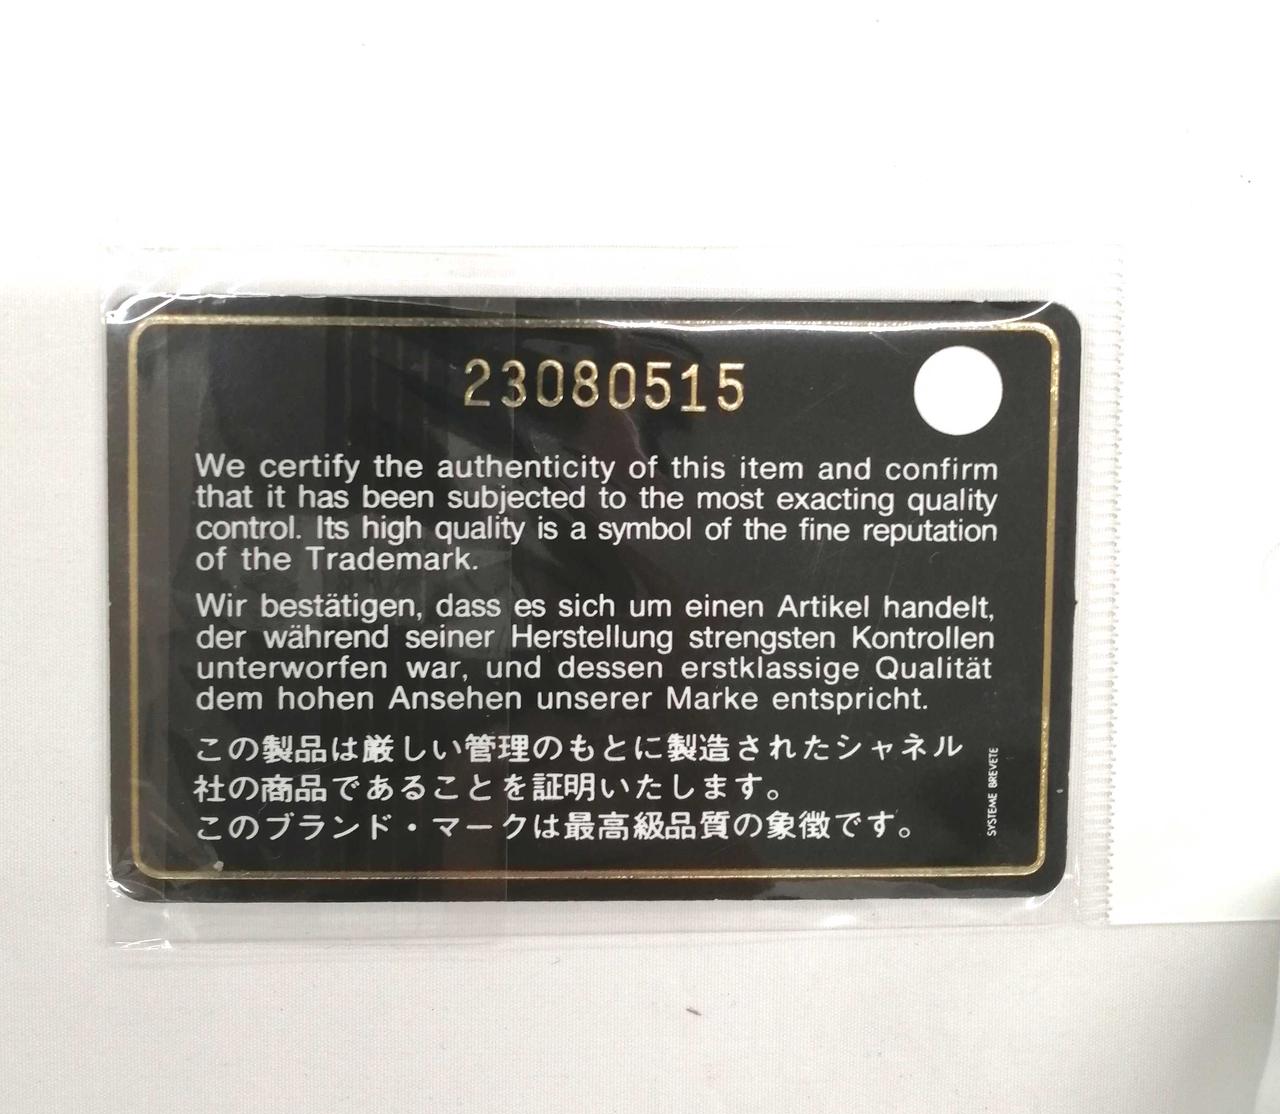 23080515
We certify the authenticity of this item and confirm
that it has been subjected to the most exacting quality
control. Its high quality is a symbol of the fine reputation
of the Trademark.
Wir bestätigen, dass es sich um einen Artikel handelt,
der während seiner Herstellung strengsten Kontrollen
unterworfen war, und dessen erstklassige Qualität
dem hohen Ansehen unserer Marke entspricht.
この製品は厳しい管理のもとに製造されたシャネル
社の商品であることを証明いたします。
このブランド・マークは最高級品質の象徴です。
SYSTEME BREVETE